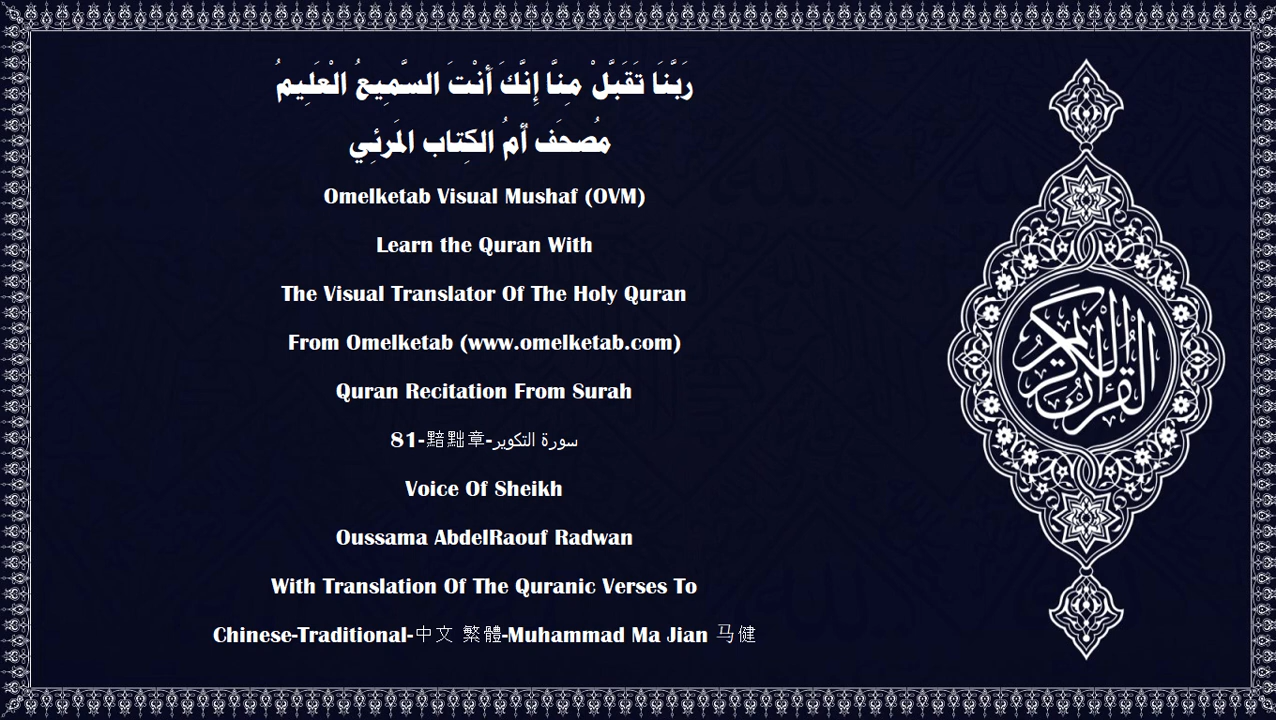 رَبَّنَا تَقَبَّلْ مِنَّا إِنَّكَ أَنْتَ السَّمِيعُ الْعَلِيمُ
مُصحَف أمُ الكِتاب المَرئِي
Omelketab Visual Mushaf (OVM)
Learn the Quran With
The Visual Translator Of The Holy Quran
From Omelketab (www.omelketab.com)
Quran Recitation From Surah
81-黯黜章-سورة التكوير
Voice Of Sheikh
Oussama AbdelRaouf Radwan
With Translation Of The Quranic Verses To
Chinese-Traditional-中文 繁體-Muhammad Ma Jian 马健
القرآن الكريم